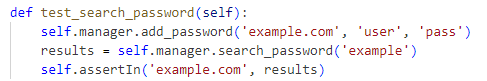 def test_search_password(self):
    self.manager.add_password('example.com', 'user', 'pass')
    results = self.manager.search_password('example')
    self.assertIn('example.com', results)